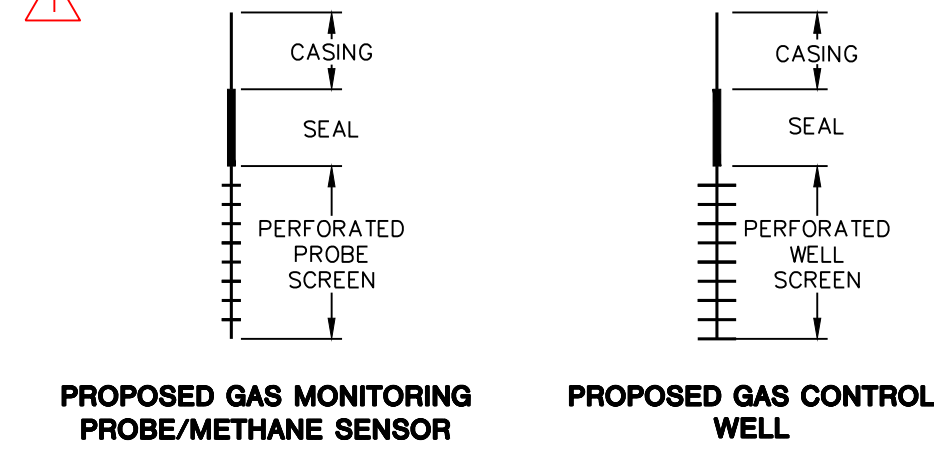 CASING
SEAL
PERFORATED
PROBE
SCREEN
PROPOSED GAS MONITORING
PROBE/METHANE SENSOR
CASING
SEAL
PERFORATED
WELL
SCREEN
PROPOSED GAS CONTROL
WELL